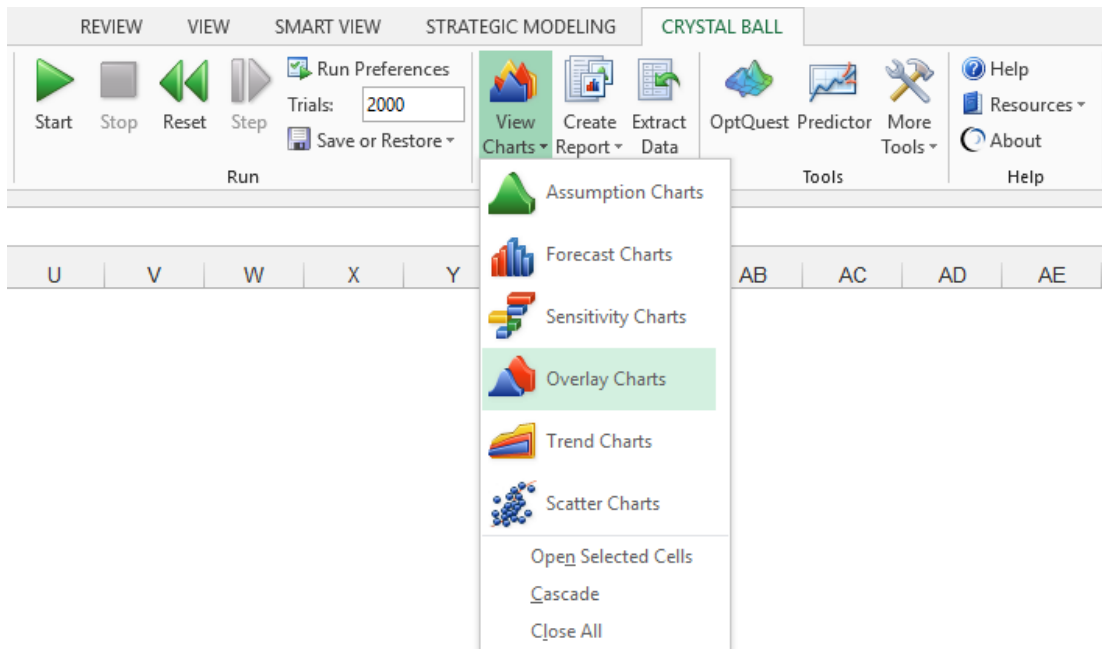 REVIEW VIEW SMART VIEW STRATEGIC MODELING CRYSTAL BALL
Start Stop Reset Step
Run Preferences
Trials: 2000
Save or Restore
Run
View Charts
Create Report
Extract Data
OptQuest Predictor More Tools
Tools
Help
Resources
About
Help
Assumption Charts
Forecast Charts
Sensitivity Charts
Overlay Charts
Trend Charts
Scatter Charts
Open Selected Cells
Cascade
Close All
U V W X Y AB AC AD AE